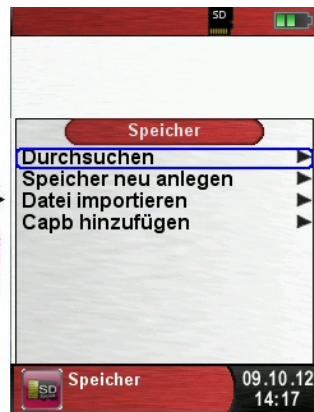 SD
Speicher
Durchsuchen
Speicher neu anlegen
Datei importieren
Capb hinzufügen
SD
Speicher
09.10.12
14:17